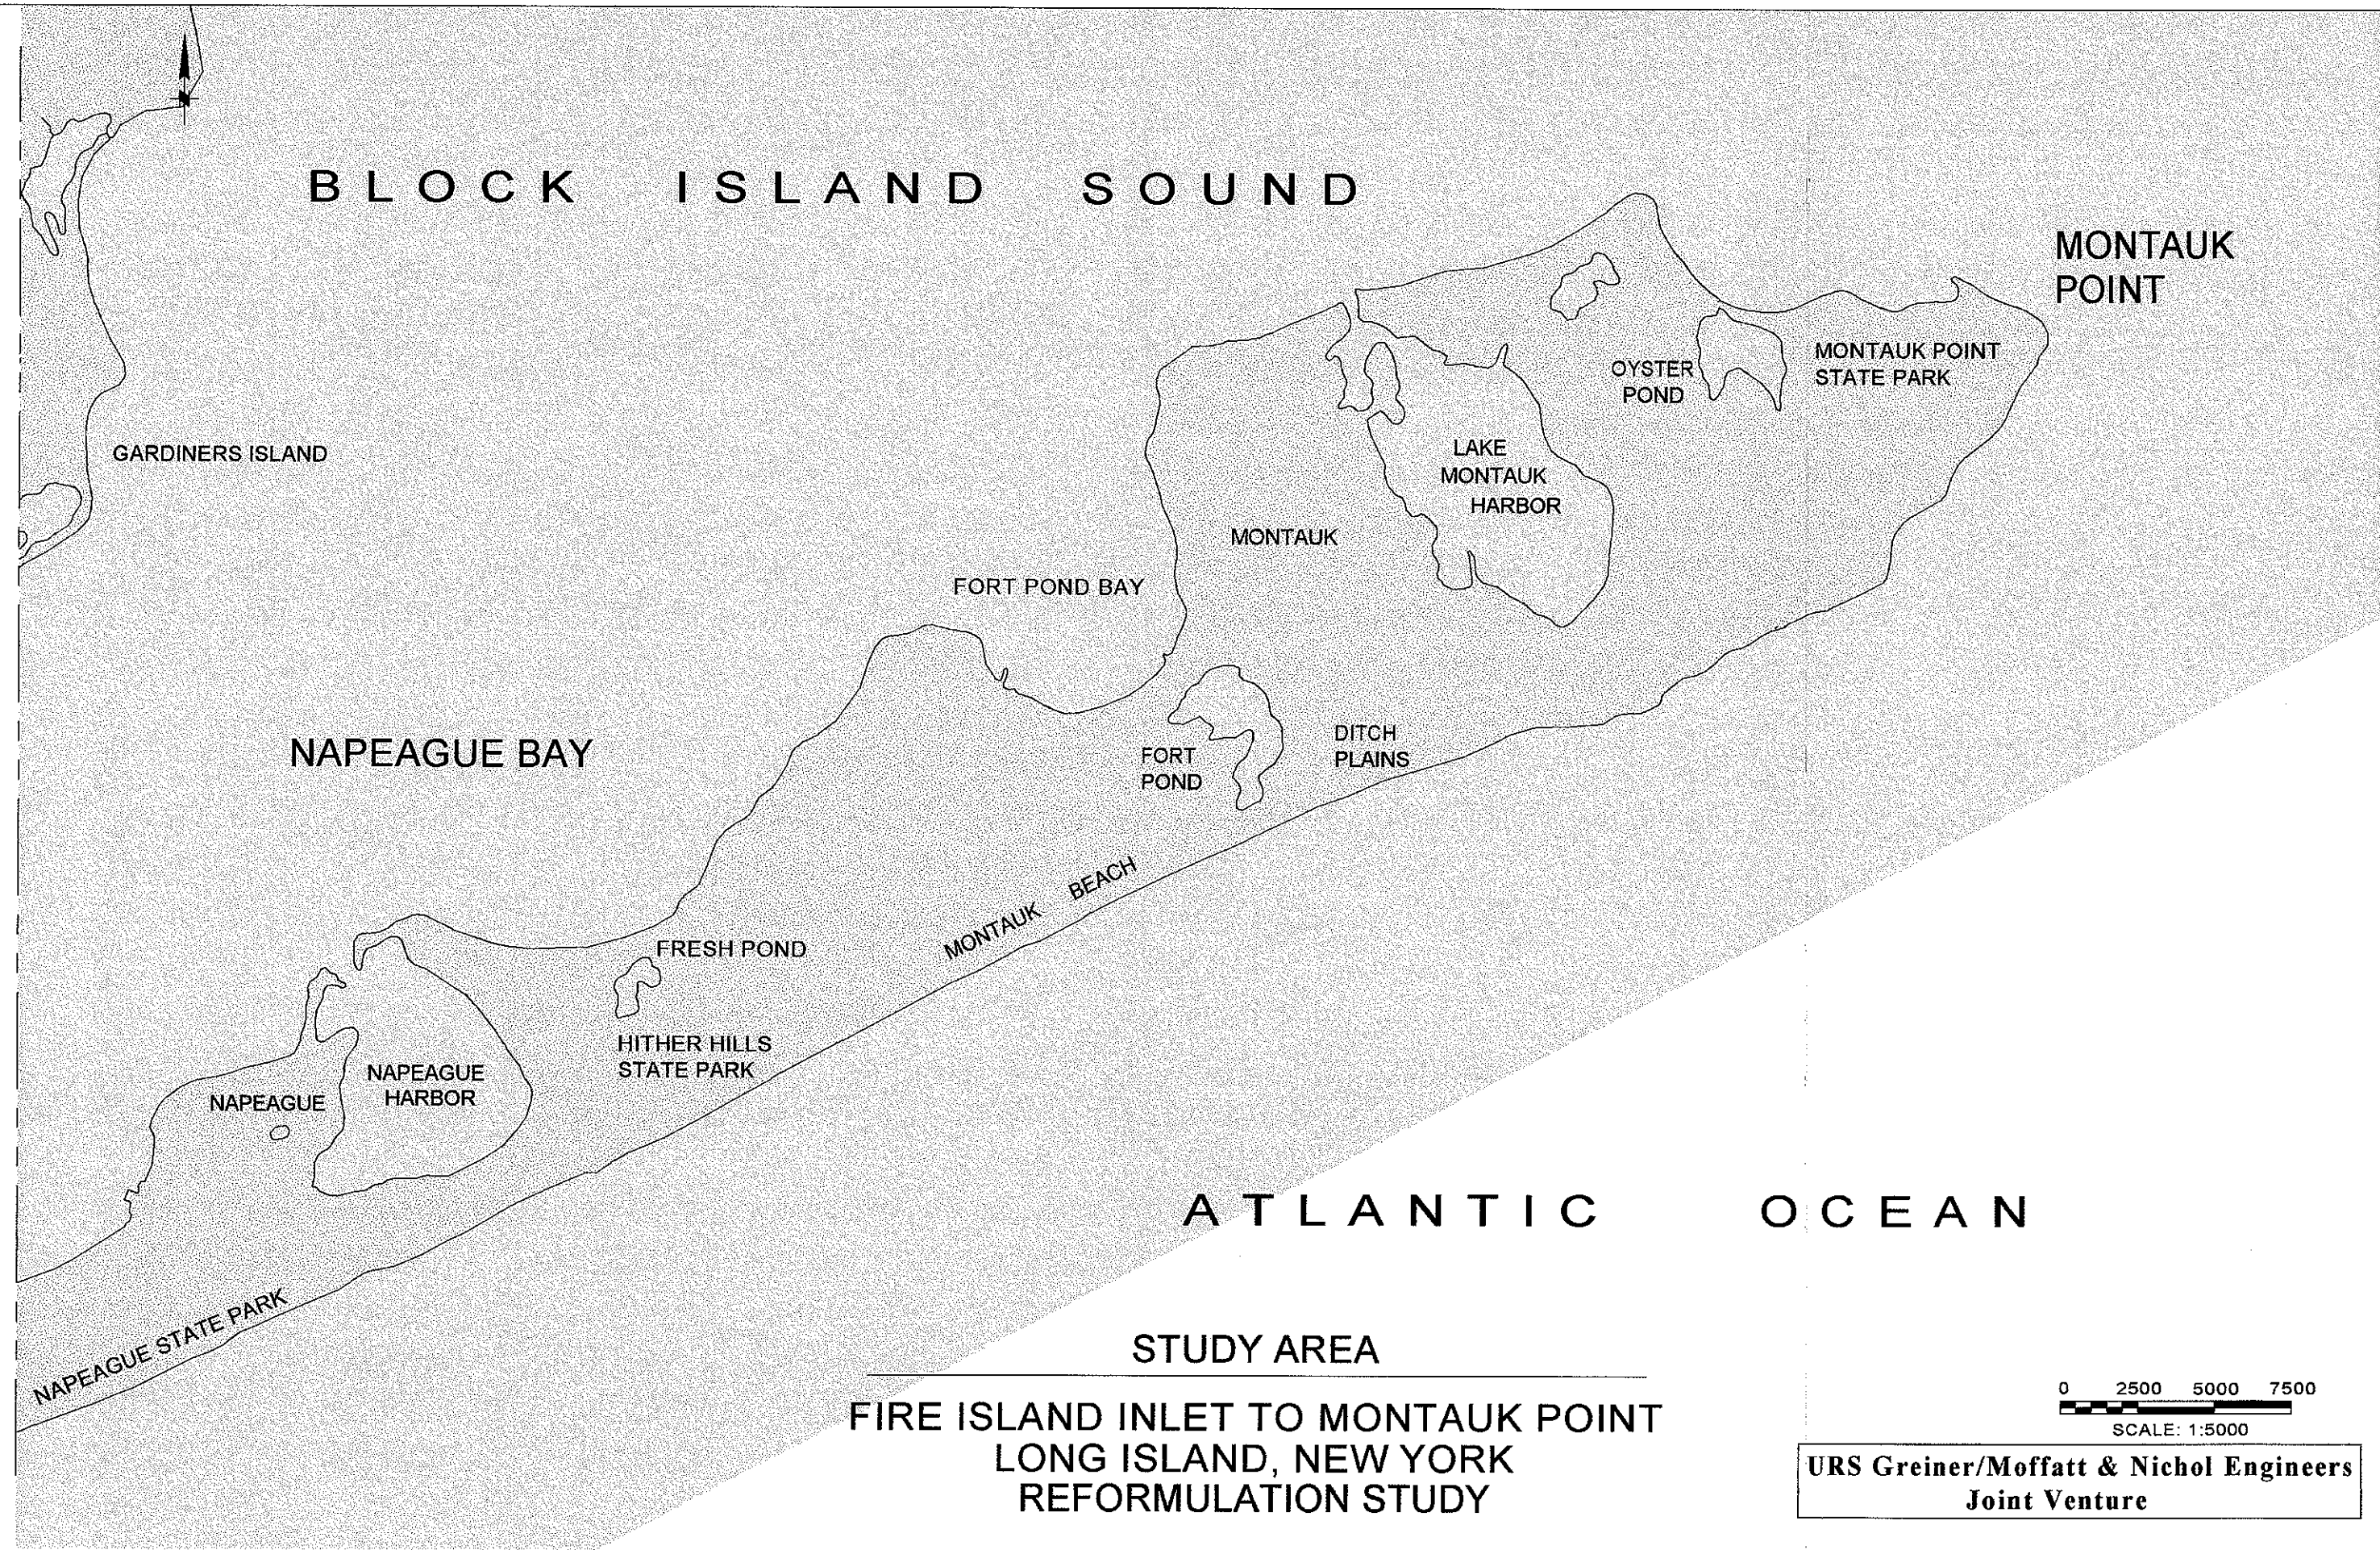 BLOCK ISLAND SOUND
MONTAUK
POINT
OYSTER
POND
MONTAUK POINT
STATE PARK
GARDINERS ISLAND
LAKE
MONTAUK
HARBOR
MONTAUK
FORT POND BAY
NAPEAGUE BAY
DITCH
PLAINS
FORT
POND
MONTAUK BEACH
FRESH POND
HITHER HILLS
STATE PARK
NAPEAGUE
HARBOR
NAPEAGUE
ATLANTIC OCEAN
NAPEAGUE STATE PARK
STUDY AREA
FIRE ISLAND INLET TO MONTAUK POINT
LONG ISLAND, NEW YORK
REFORMULATION STUDY
0 2500 5000 7500
SCALE: 1:5000
URS Greiner/Moffatt & Nichol Engineers
Joint Venture